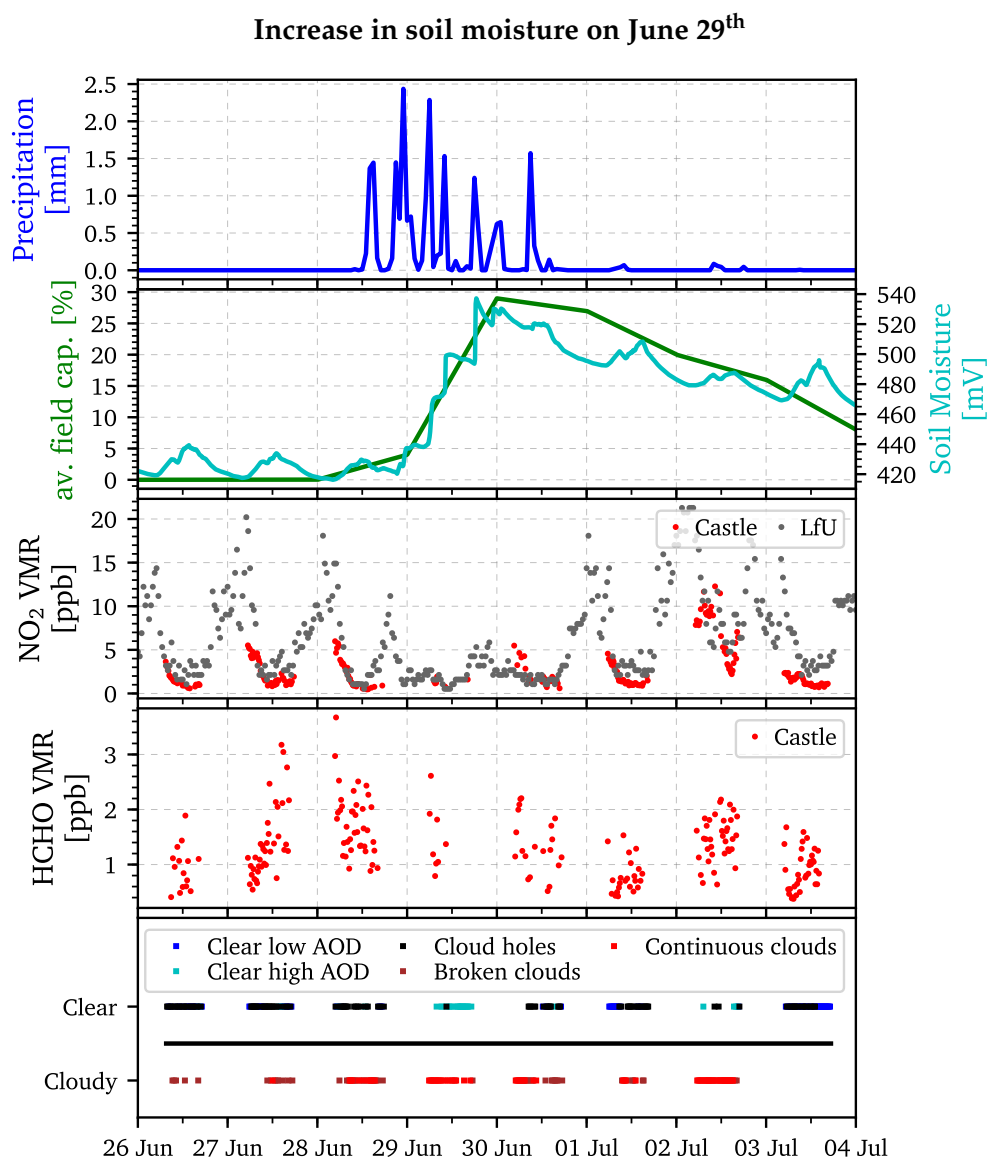 Increase in soil moisture on June 29th
Precipitation
[mm]
2.5
2.0
1.5
1.0
0.5
0.0
av. field cap. [%]
30
25
20
15
10
5
0
540
520
500
480
460
440
420
Soil Moisture
[mV]
NO2 VMR
[ppb]
20
15
10
5
0
Castle LfU
HCHO VMR
[ppb]
3
2
1
Castle
Clear low AOD Cloud holes Continuous clouds
Clear high AOD Broken clouds
Clear
Cloudy
26 Jun 27 Jun 28 Jun 29 Jun 30 Jun 01 Jul 02 Jul 03 Jul 04 Jul